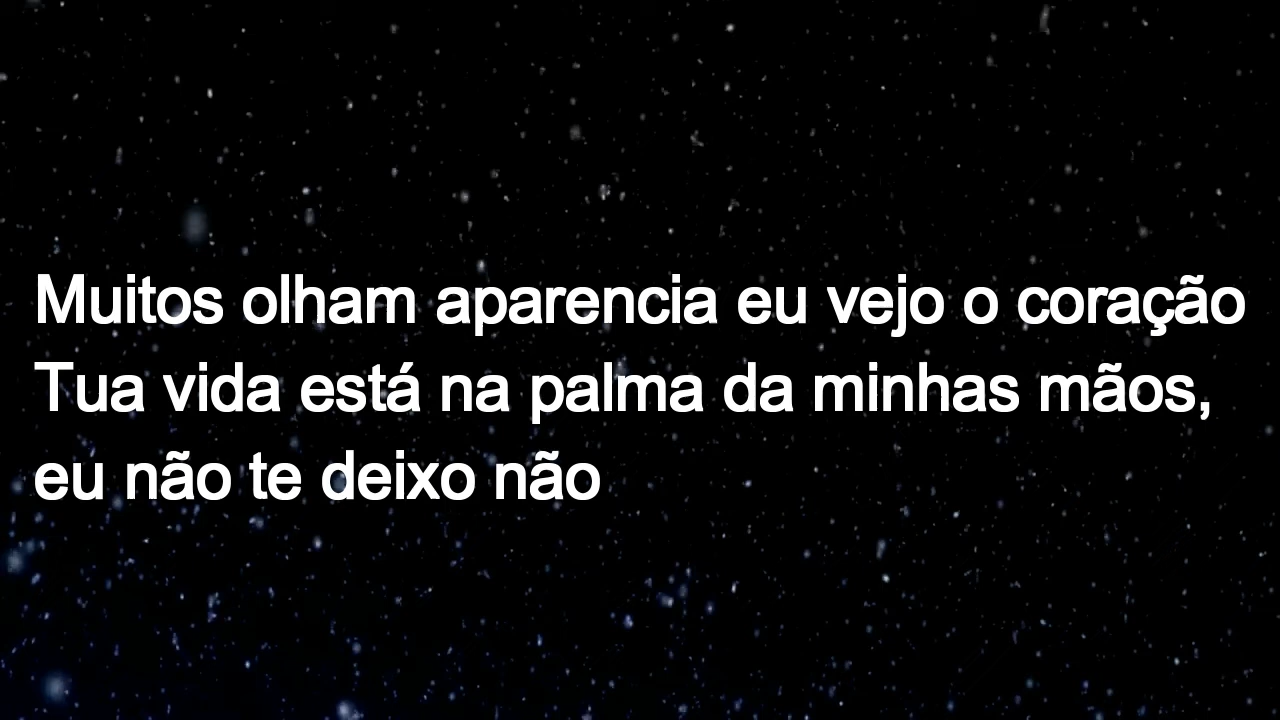 Muitos olham aparencia eu vejo o coração
Tua vida está na palma da minhas mãos,
eu não te deixo não